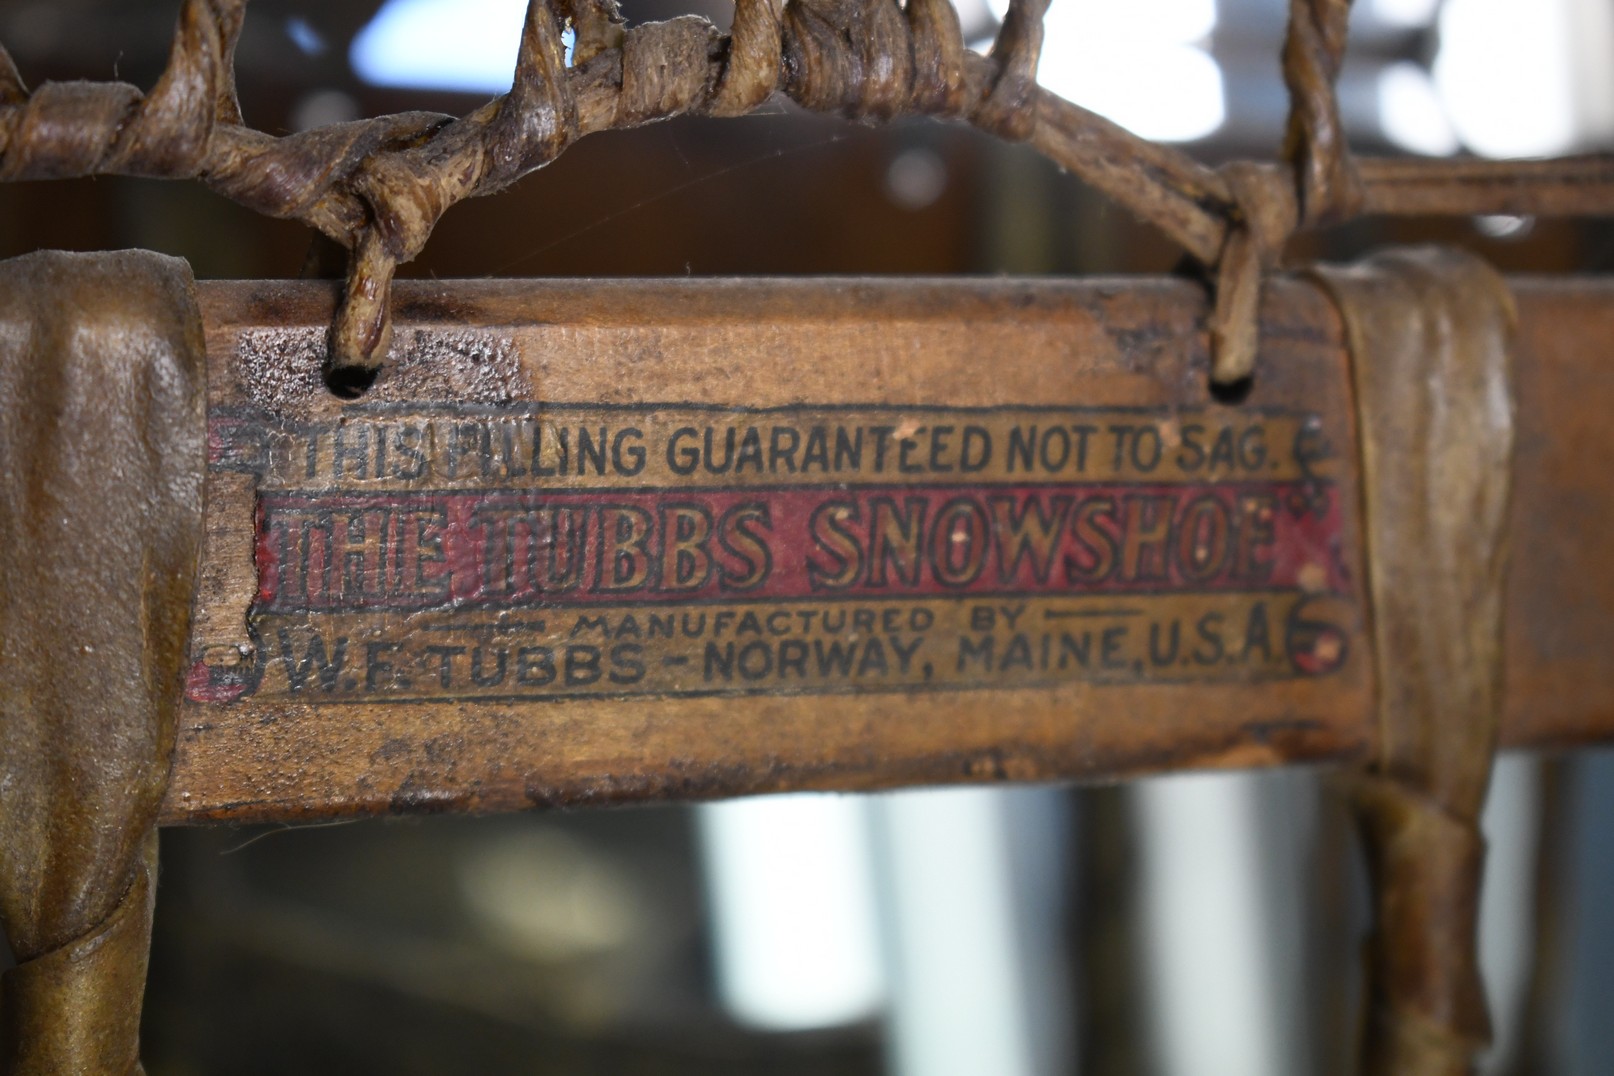 THIS FILLING GUARANTEED NOT TO SAG.
THE TUBBS SNOWSHOE
MANUFACTURED BY
W.F. TUBBS - NORWAY, MAINE, U.S.A.